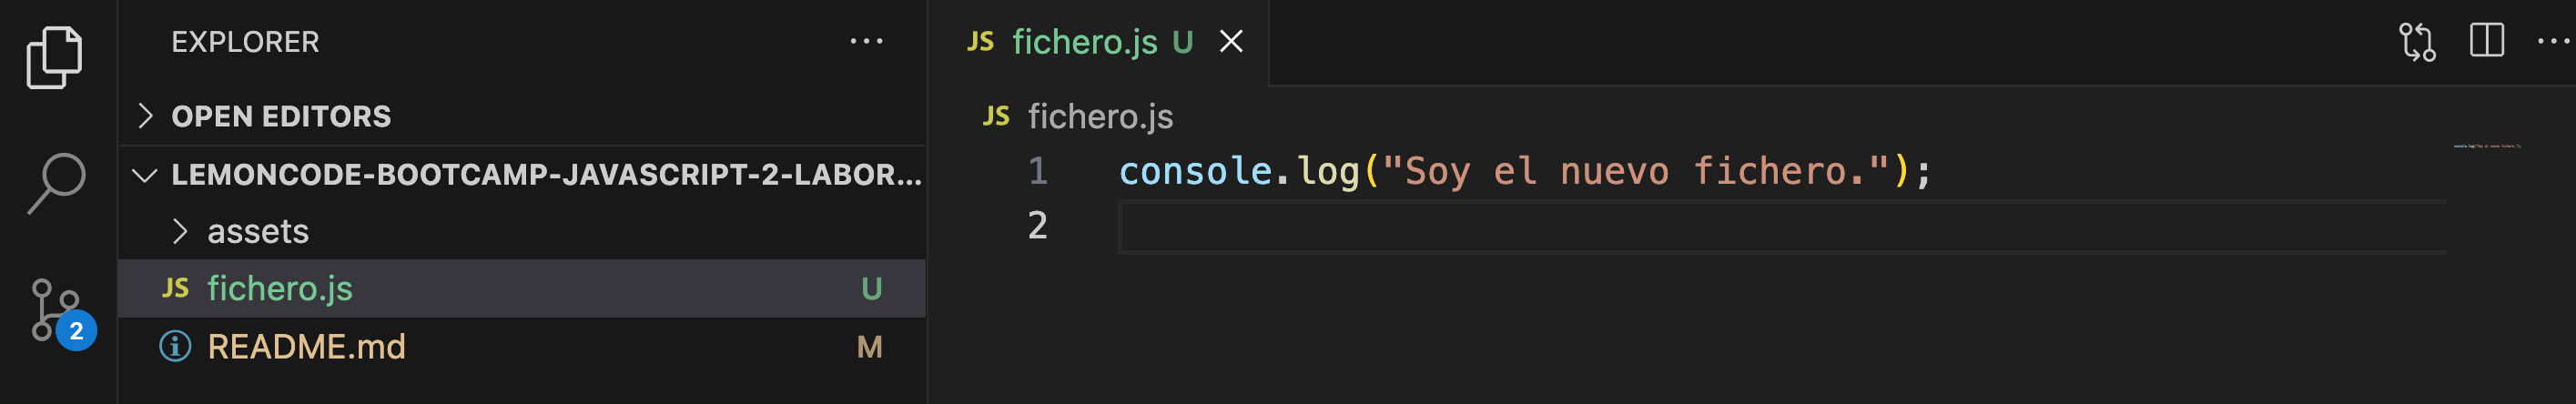 EXPLORER ...
OPEN EDITORS
LEMONCODE-BOOTCAMP-JAVASCRIPT-2-LABOR...
assets
JS fichero.js U
README.md M
2
JS fichero.js U
JS fichero.js
1 console.log("Soy el nuevo fichero.");
2